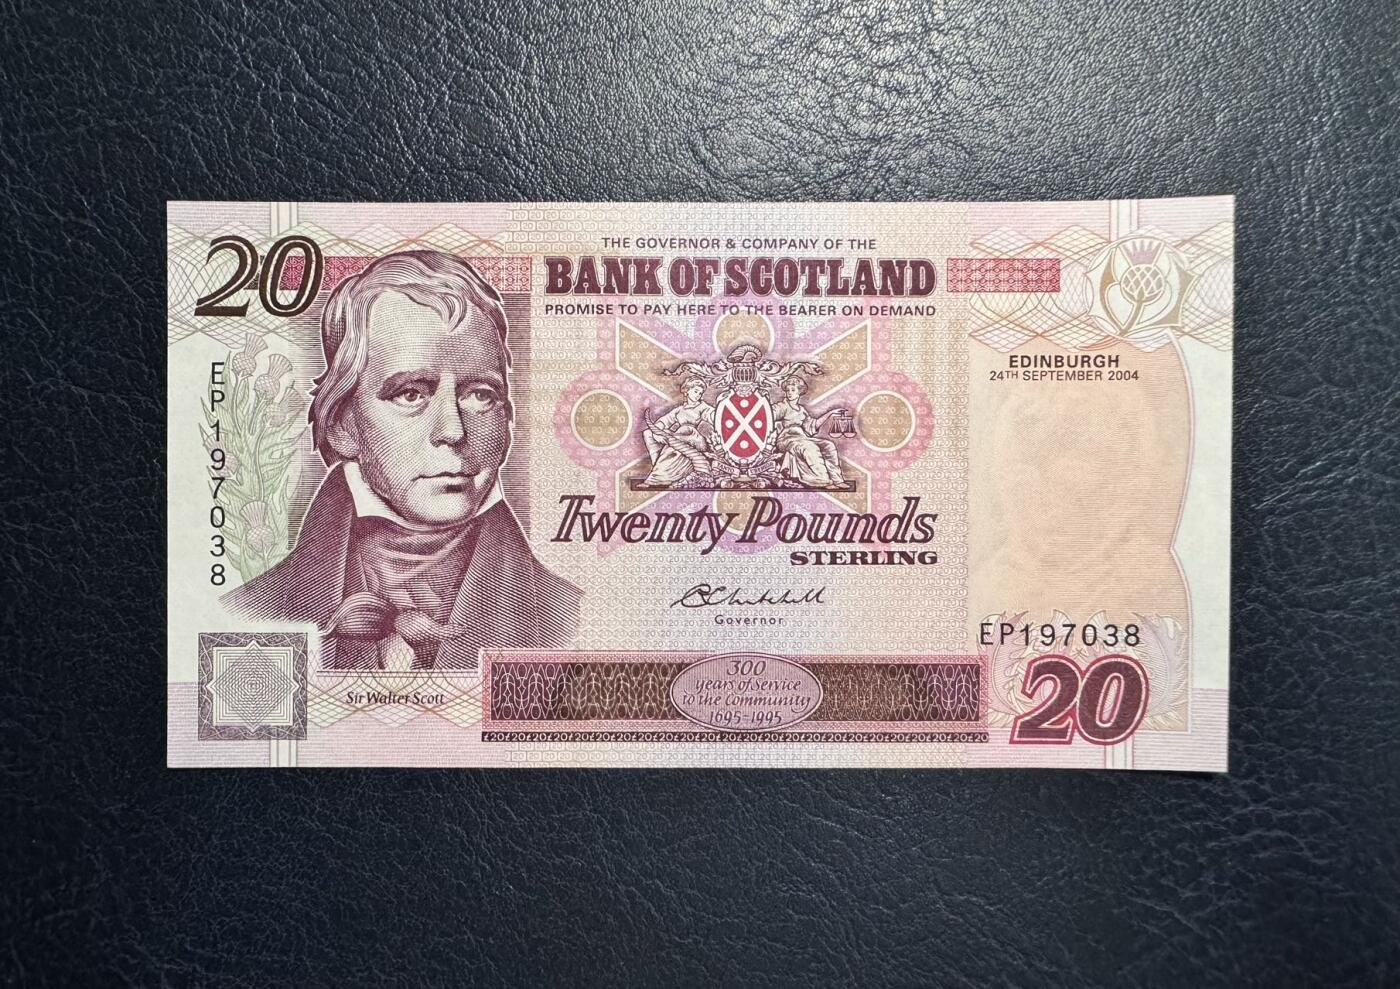 20
THE GOVERNOR & COMPANY OF THE
BANK OF SCOTLAND
PROMISE TO PAY HERE TO THE BEARER ON DEMAND
EDINBURGH
24TH SEPTEMBER 2004
EP197038
Twenty Pounds
STERLING
Governor
EP197038
20
Sir Walter Scott
300
years of service
to the community
1695-1995